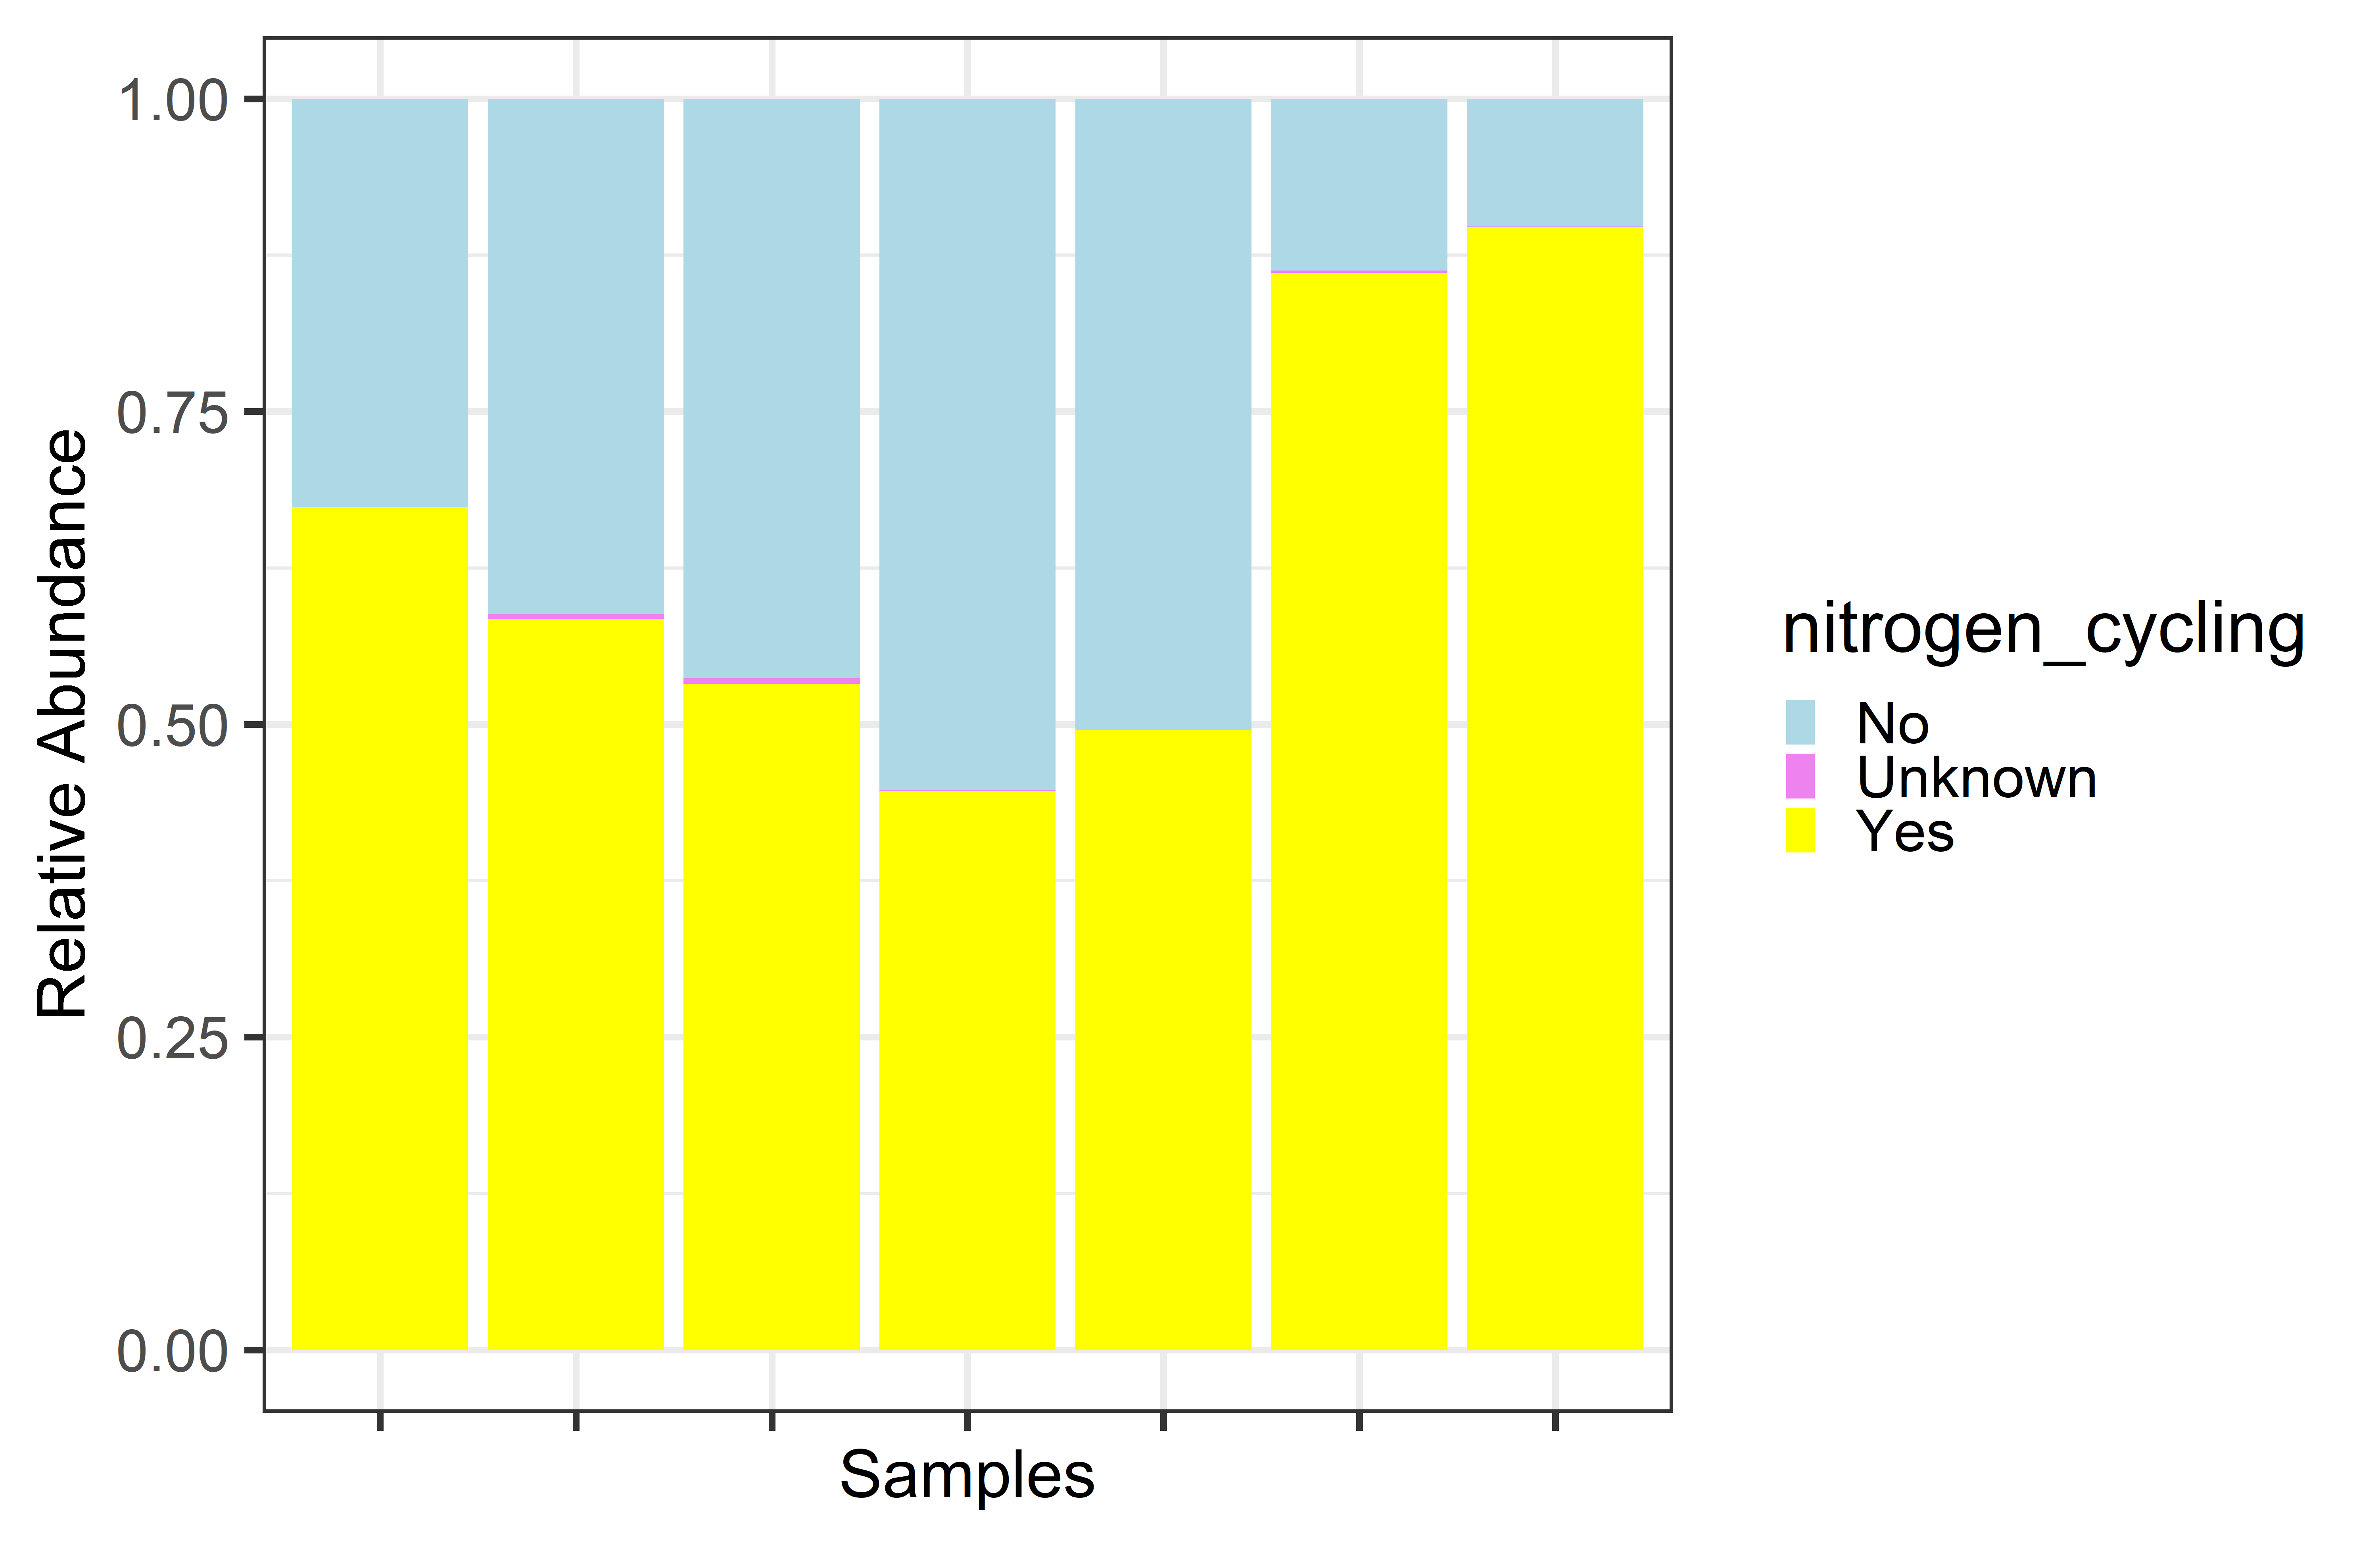 1.00
0.75
0.50
0.25
0.00
Relative Abundance
Samples
nitrogen_cycling
No
Unknown
Yes